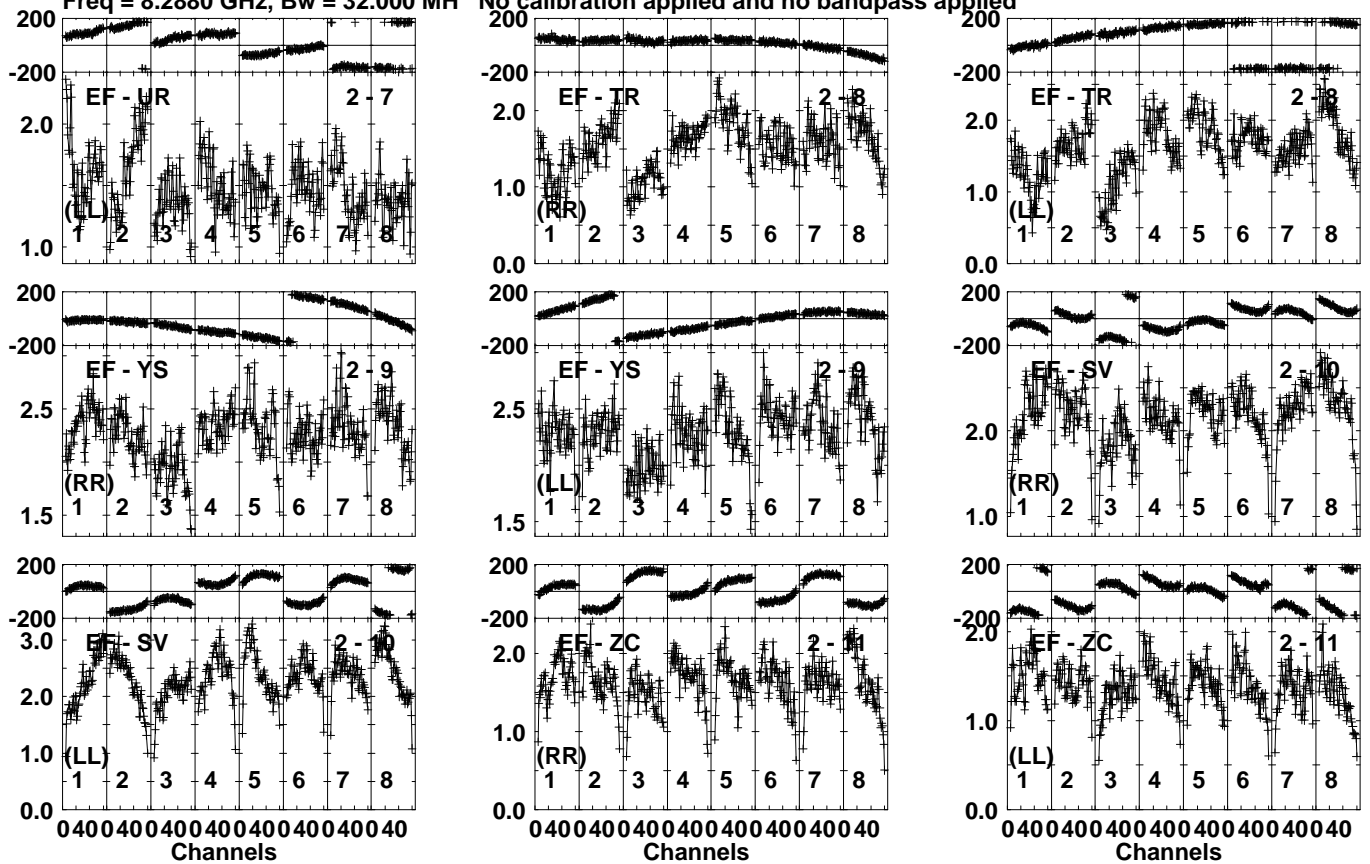 Freq = 8.2880 GHz, Bw = 32.000 MH No calibration applied and no bandpass applied
200
-200
EF - UR 2 - 7
2.0
(LL)
1 2 3 4 5 6 7 8
1.0
200
-200
EF - TR 2 - 8
2.0
1.0
(RR)
1 2 3 4 5 6 7 8
0.0
200
-200
EF - TR 2 - 8
2.0
1.0
(LL)
1 2 3 4 5 6 7 8
0.0
200
-200
EF - YS 2 - 9
2.5
(RR)
1 2 3 4 5 6 7 8
1.5
200
-200
EF - YS 2 - 9
2.5
(LL)
1 2 3 4 5 6 7 8
1.5
200
-200
EF - SV 2 - 10
2.0
(RR)
1 2 3 4 5 6 7 8
1.0
200
-200
EF - SV 2 - 10
3.0
2.0
1.0
(LL)
1 2 3 4 5 6 7 8
0.0
0 40 0 40 0 40 0 40 0 40 0 40 0 40 0 40
Channels
200
-200
EF - ZC 2 - 11
2.0
1.0
(RR)
1 2 3 4 5 6 7 8
0.0
0 40 0 40 0 40 0 40 0 40 0 40 0 40 0 40
Channels
200
-200
2.0
EF - ZC 2 - 11
1.0
(LL)
1 2 3 4 5 6 7 8
0.0
0 40 0 40 0 40 0 40 0 40 0 40 0 40 0 40
Channels